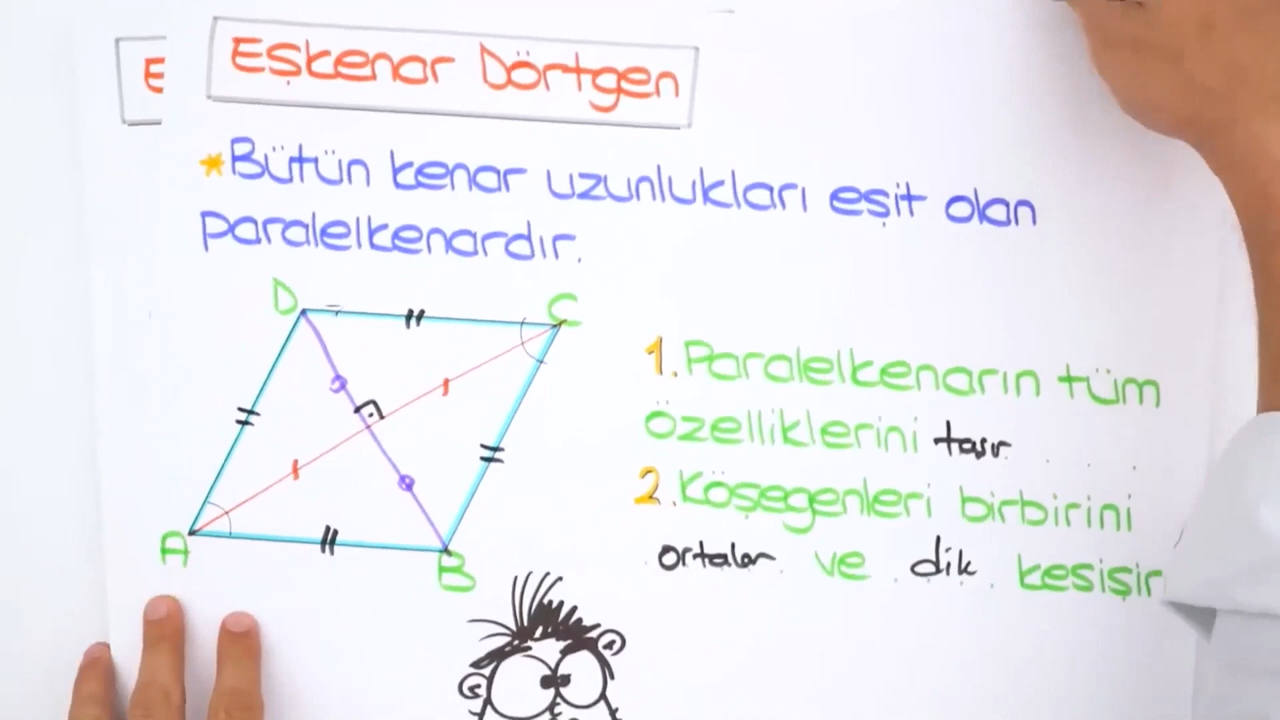 E
Eşkenar Dörtgen
*Bütün kenar uzunlukları eşit olan
paralelkenardır.
D
C
A
B
1. Paralelkenarın tüm
özelliklerini taşır
2. Köşegenleri birbirini
ortalar ve dik kesişir